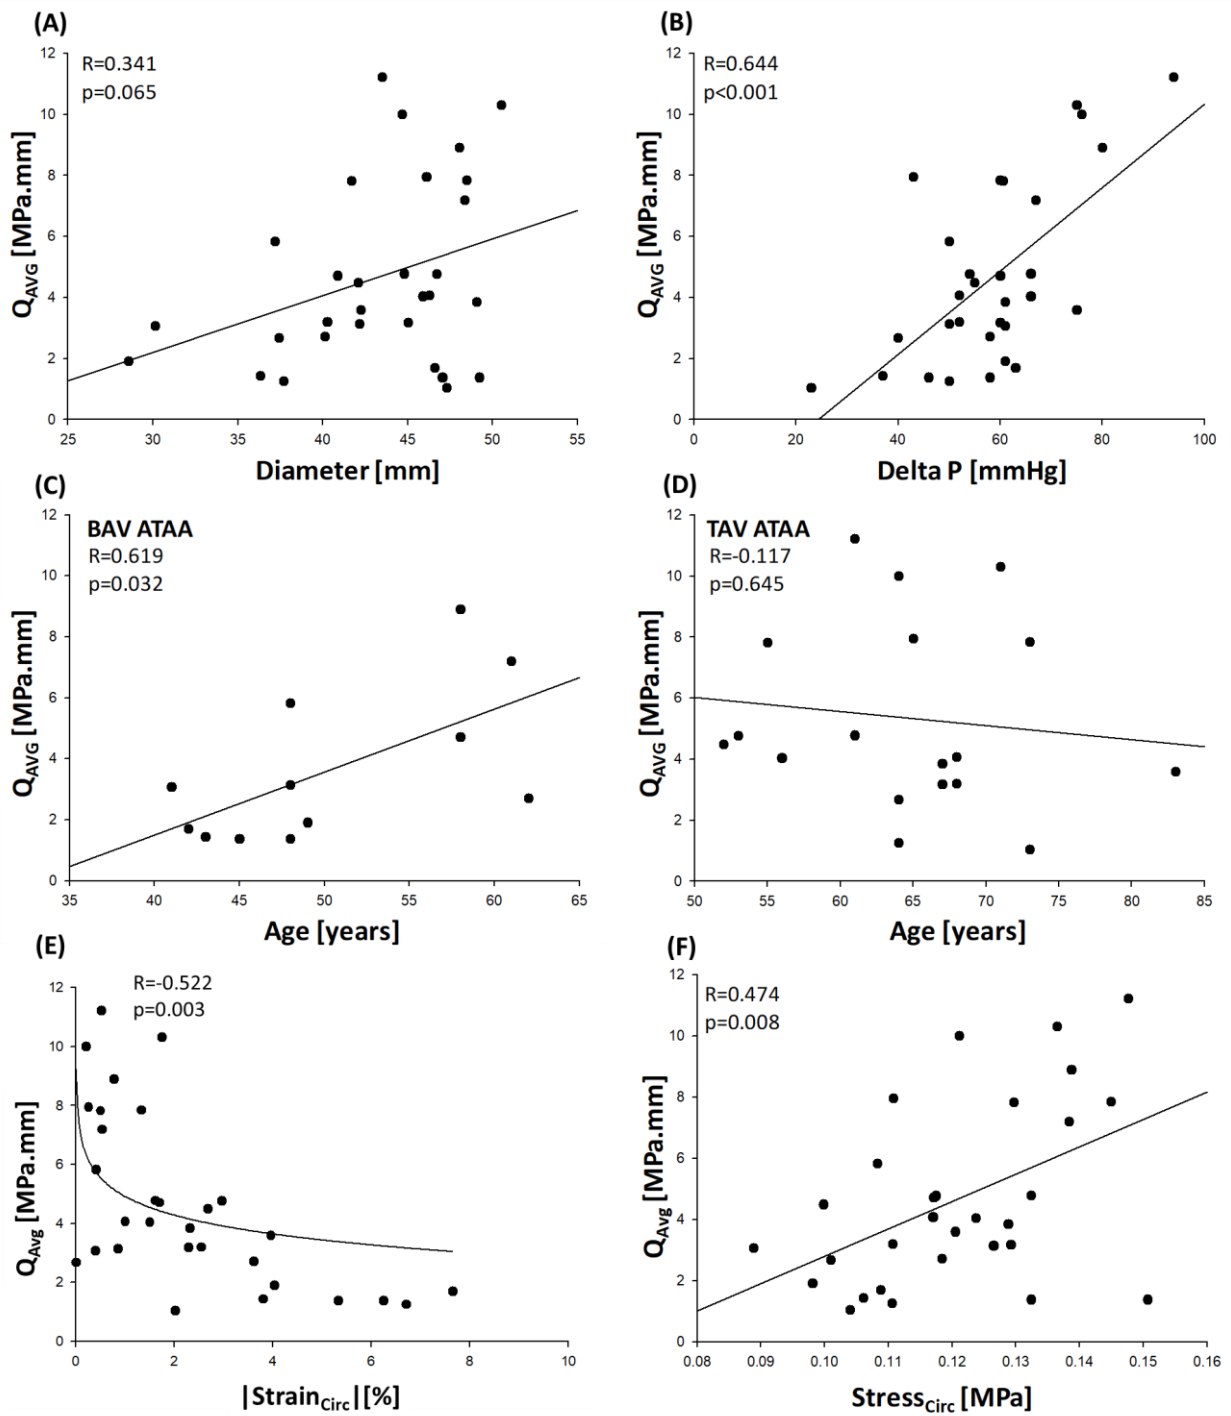 (A)
R=0.341
p=0.065
12
10
8
6
4
2
0
Q_AVG [MPa.mm]
25 30 35 40 45 50 55
Diameter [mm]
(B)
R=0.644
p<0.001
12
10
8
6
4
2
0
Q_AVG [MPa.mm]
0 20 40 60 80 100
Delta P [mmHg]
(C)
BAV ATAA
R=0.619
p=0.032
12
10
8
6
4
2
0
Q_AVG [MPa.mm]
35 40 45 50 55 60 65
Age [years]
(D)
TAV ATAA
R=-0.117
p=0.645
12
10
8
6
4
2
0
Q_AVG [MPa.mm]
50 55 60 65 70 75 80 85
Age [years]
(E)
R=-0.522
p=0.003
12
10
8
6
4
2
0
Q_Avg [MPa.mm]
0 2 4 6 8 10
|Strain_Circ| [%]
(F)
R=0.474
p=0.008
12
10
8
6
4
2
0
Q_Avg [MPa.mm]
0.08 0.09 0.10 0.11 0.12 0.13 0.14 0.15 0.16
Stress_Circ [MPa]